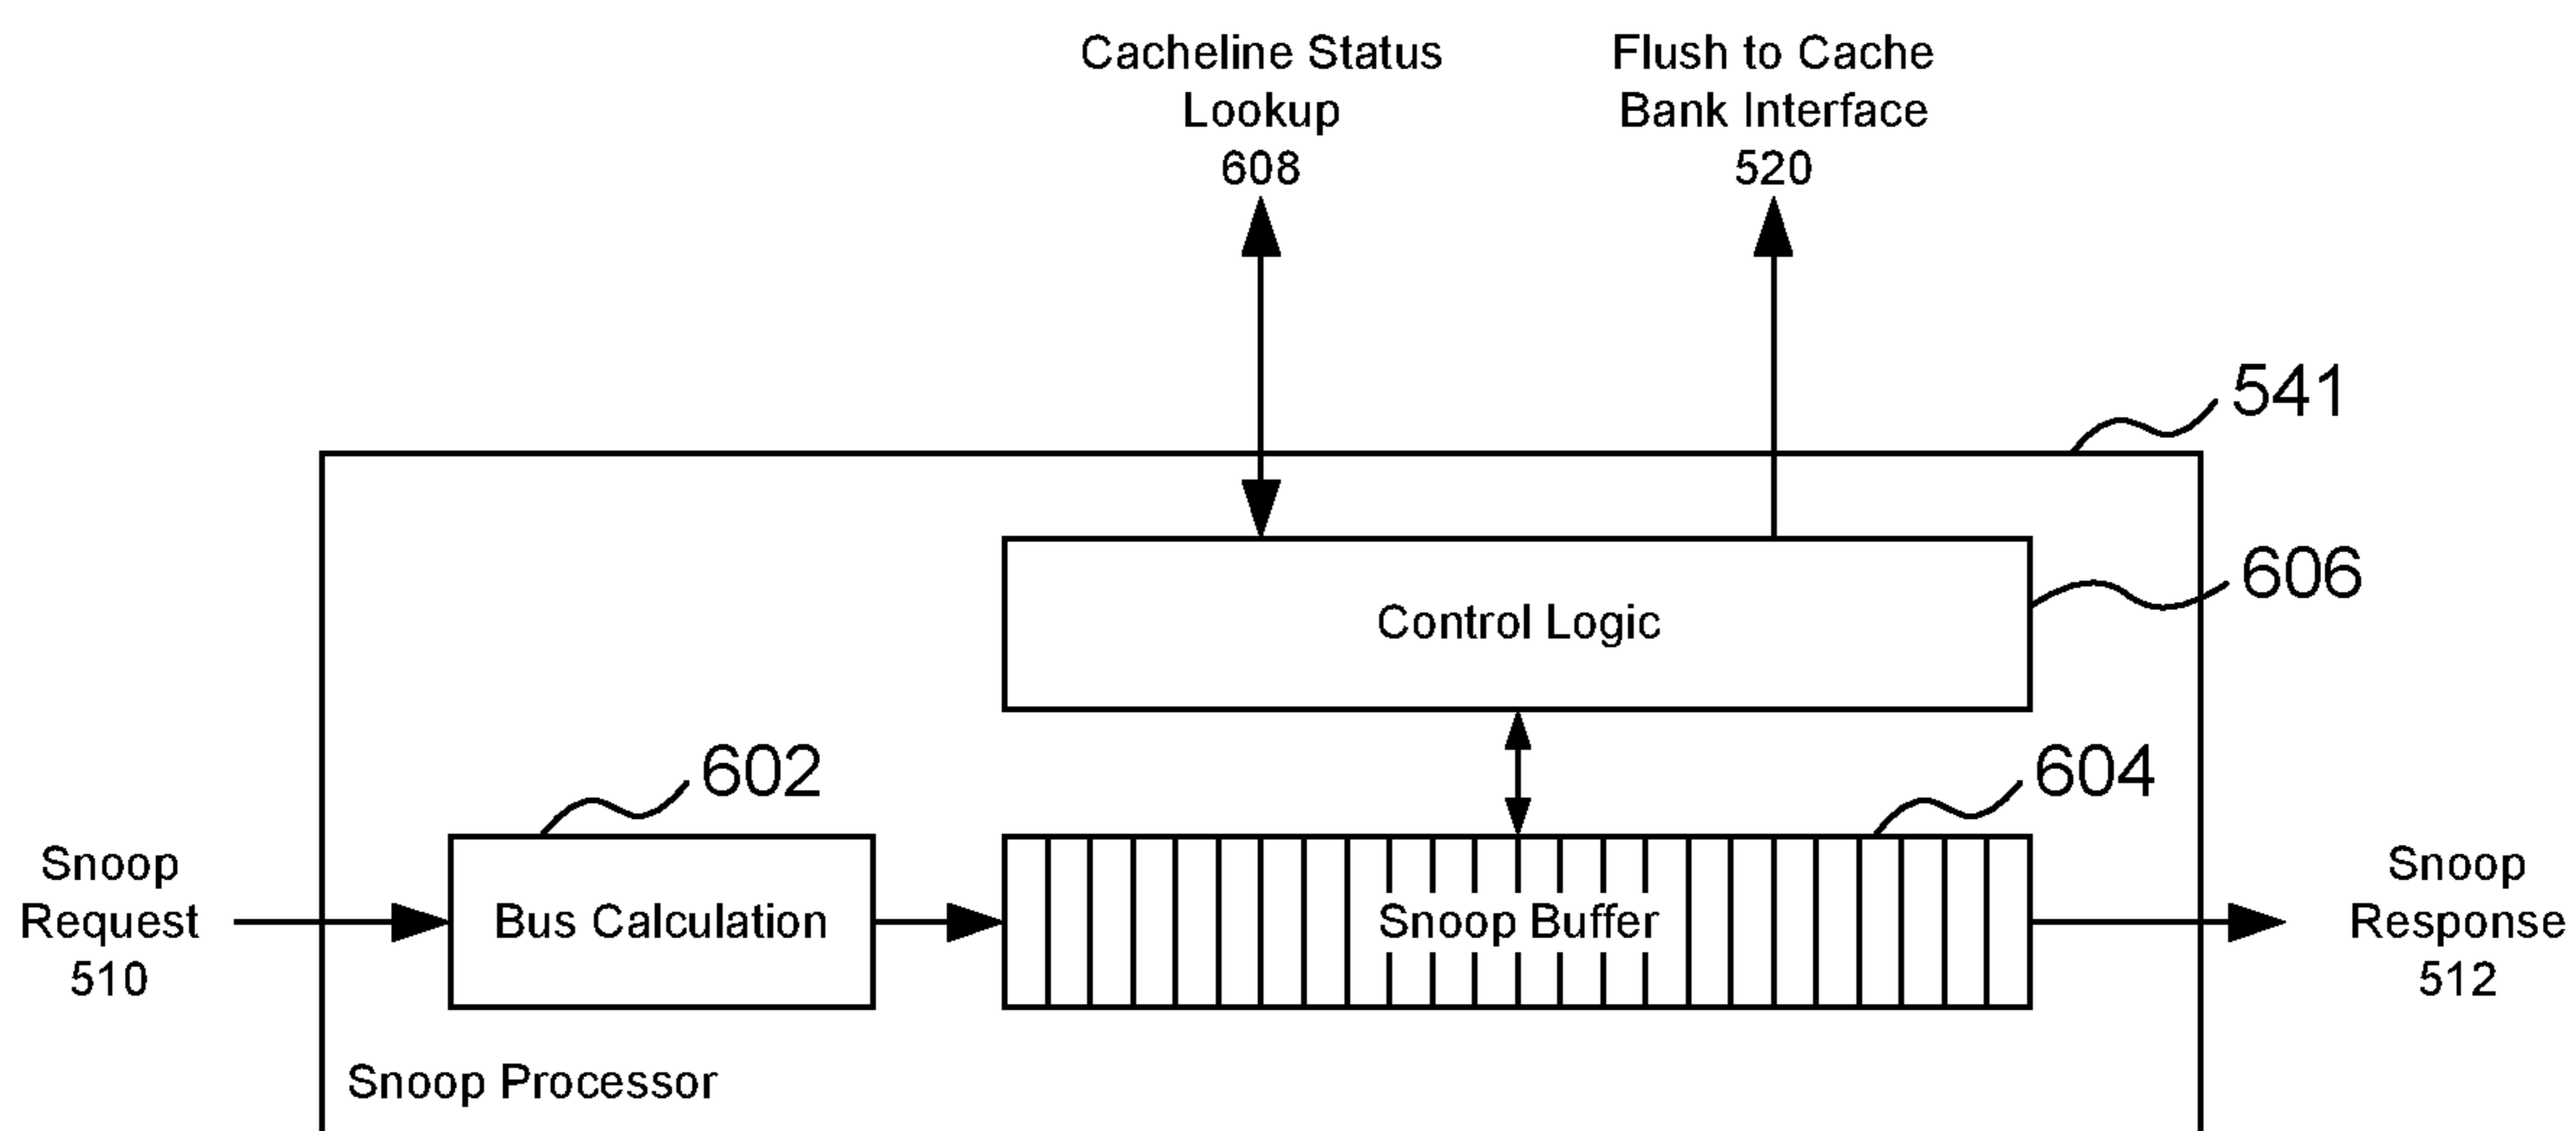 Cacheline Status
Lookup
608
Flush to Cache
Bank Interface
520
541
Control Logic
606
602
604
Snoop
Request
510
Bus Calculation
Snoop Buffer
Snoop
Response
512
Snoop Processor